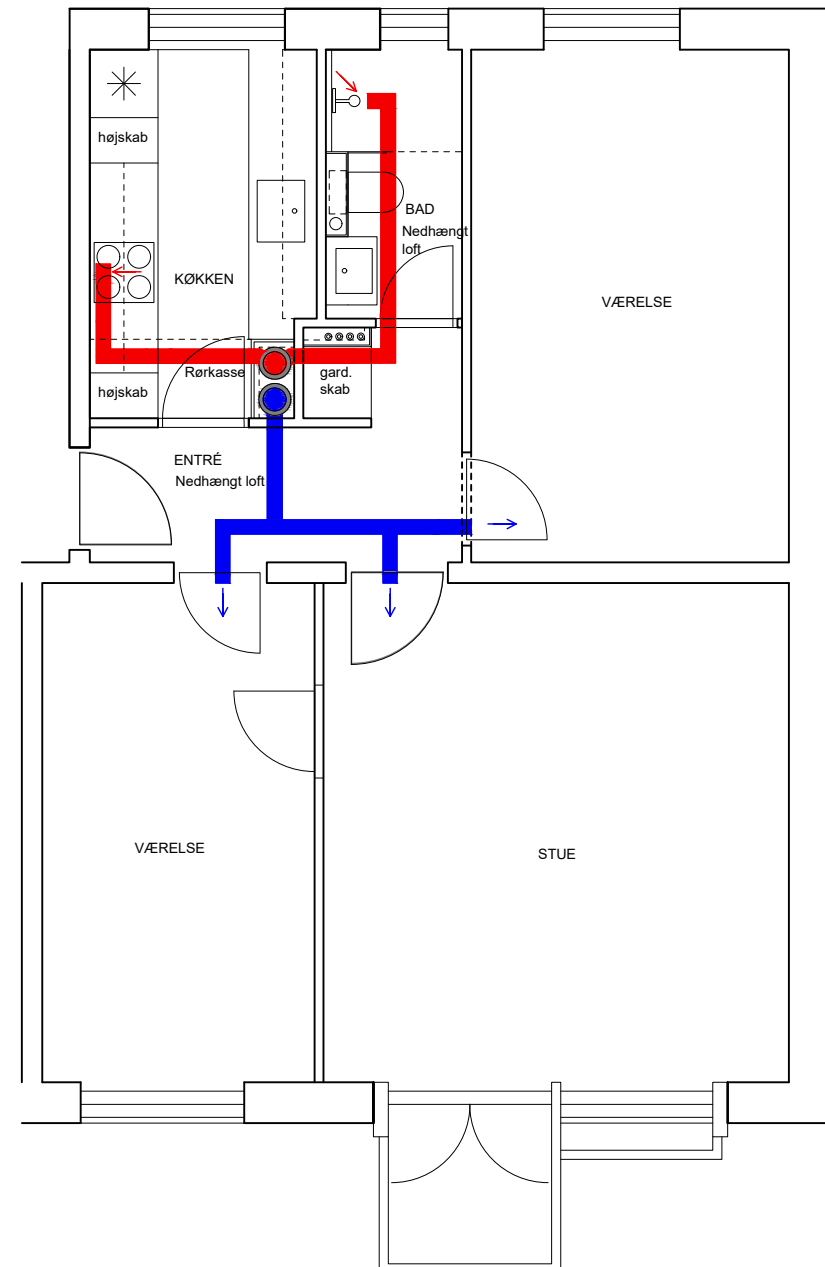 højskab
BAD
Nedhængt
loft
KØKKEN
VÆRELSE
Rørkasse
gard.
skab
højskab
ENTRÉ
Nedhængt loft
VÆRELSE
STUE